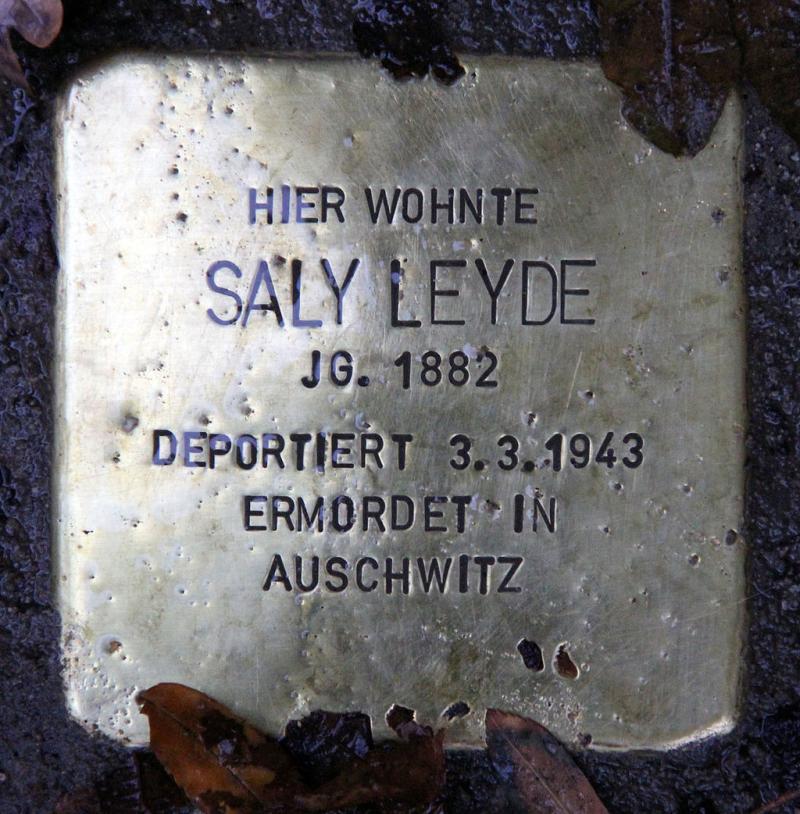 HIER WOHNTE
SALY LEYDE
JG. 1882
DEPORTIERT 3.3.1943
ERMORDET IN
AUSCHWITZ